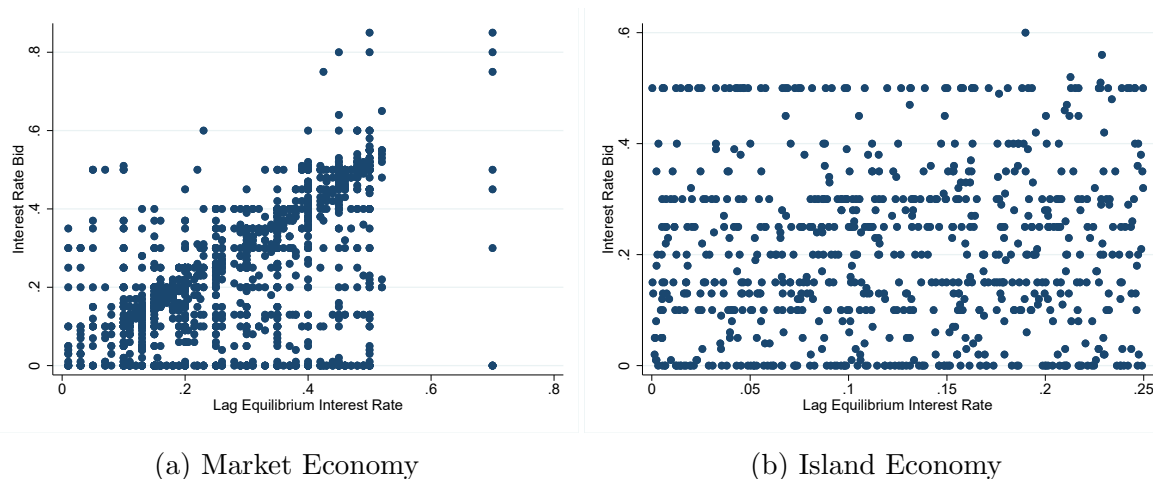 Interest Rate Bid
.8
.6
.4
.2
0
0 .2 .4 .6 .8
Lag Equilibrium Interest Rate
(a) Market Economy
Interest Rate Bid
.6
.4
.2
0
0 .05 .1 .15 .2 .25
Lag Equilibrium Interest Rate
(b) Island Economy